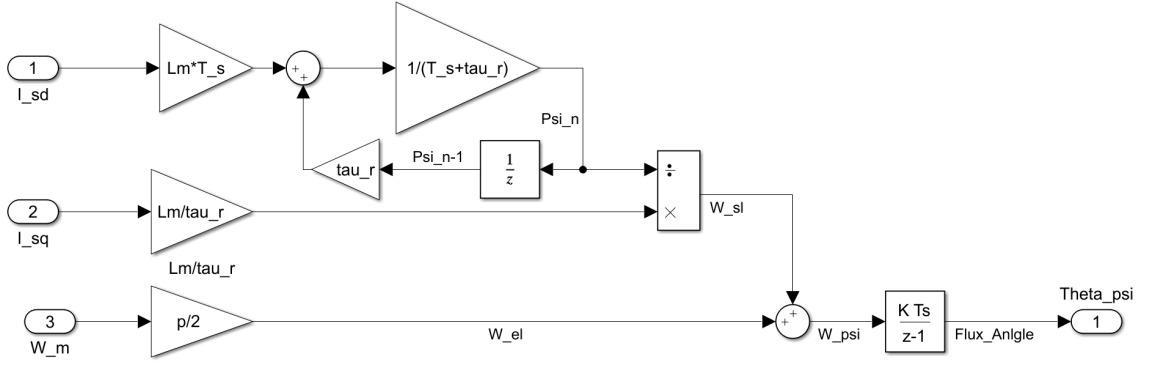 1
I_sd
Lm*T_s
+
+
1/(T_s+tau_r)
Psi_n
tau_r
Psi_n-1
1
z
÷
×
2
I_sq
Lm/tau_r
Lm/tau_r
W_sl
3
W_m
p/2
W_el
+
+
W_psi
K Ts
z-1
Flux_Anlgle
Theta_psi
1